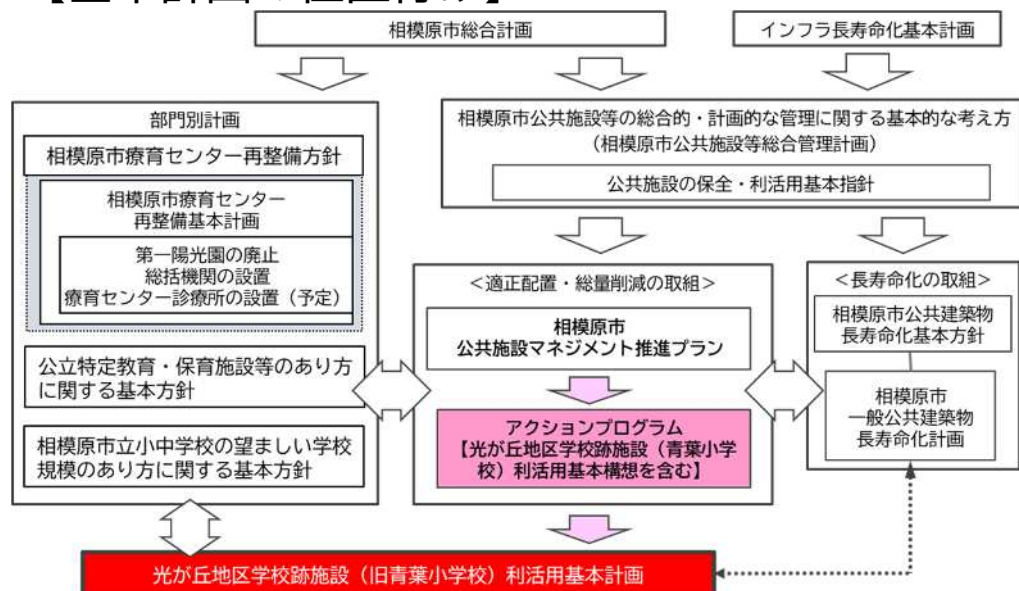 【基本計画の位置付け】
相模原市総合計画
インフラ長寿命化基本計画
部門別計画
相模原市療育センター再整備方針
相模原市療育センター
再整備基本計画
第一陽光園の廃止
総括機関の設置
療育センター診療所の設置（予定）
公立特定教育・保育施設等のあり方
に関する基本方針
相模原市立小中学校の望ましい学校
規模のあり方に関する基本方針
相模原市公共施設等の総合的・計画的な管理に関する基本的な考え方
（相模原市公共施設等総合管理計画）
公共施設の保全・利活用基本指針
＜適正配置・総量削減の取組＞
相模原市
公共施設マネジメント推進プラン
アクションプログラム
【光が丘地区学校跡施設（青葉小学
校）利活用基本構想を含む】
＜長寿命化の取組＞
相模原市公共建築物
長寿命化基本方針
相模原市
一般公共建築物
長寿命化計画
光が丘地区学校跡施設（旧青葉小学校）利活用基本計画